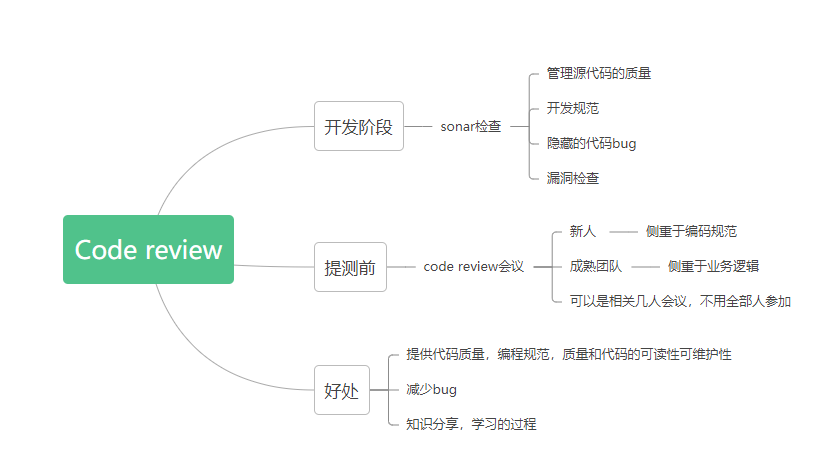 Code review
开发阶段
sonar检查
管理源代码的质量
开发规范
隐藏的代码bug
漏洞检查
提测前
code review会议
新人
侧重于编码规范
成熟团队
侧重于业务逻辑
可以是相关几人会议，不用全部人参加
好处
提供代码质量，编程规范，质量和代码的可读性可维护性
减少bug
知识分享，学习的过程